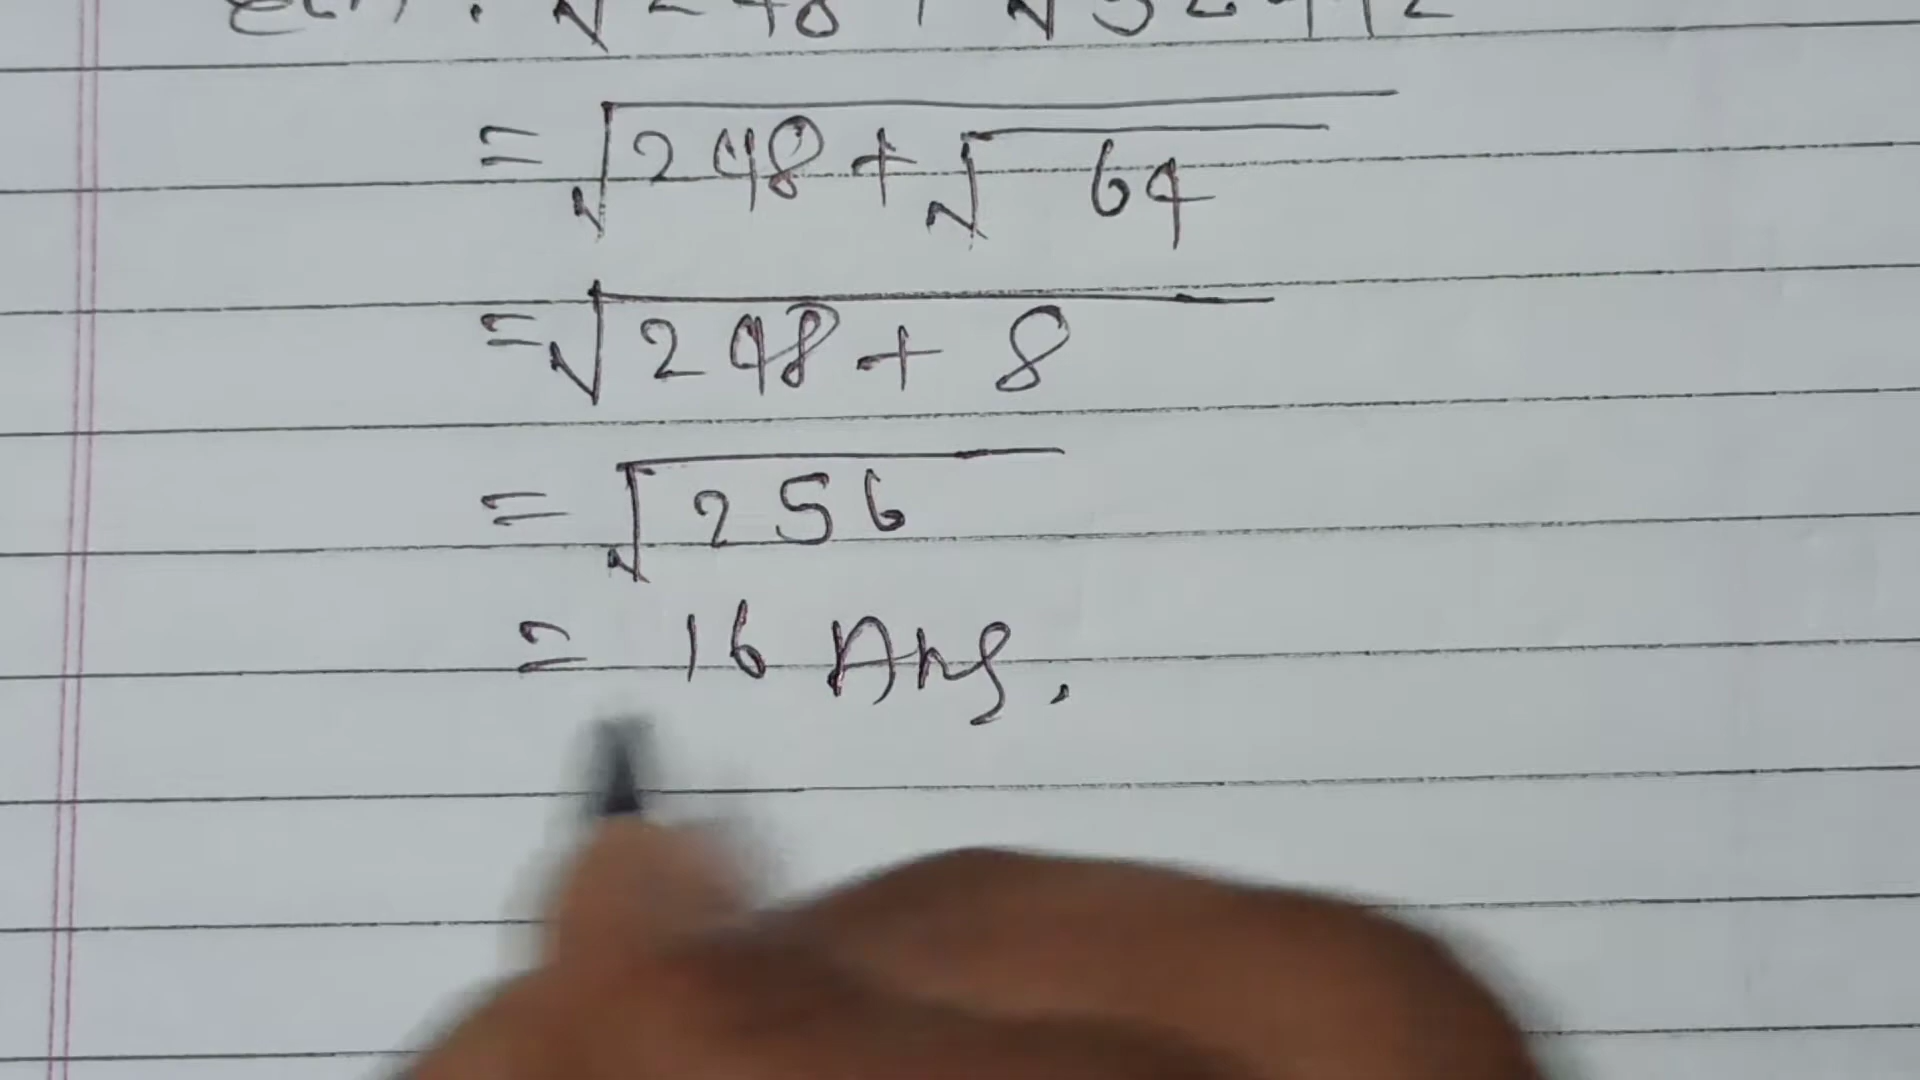 = √248 + √64
= √248 + 8
= √256
= 16 Ans.